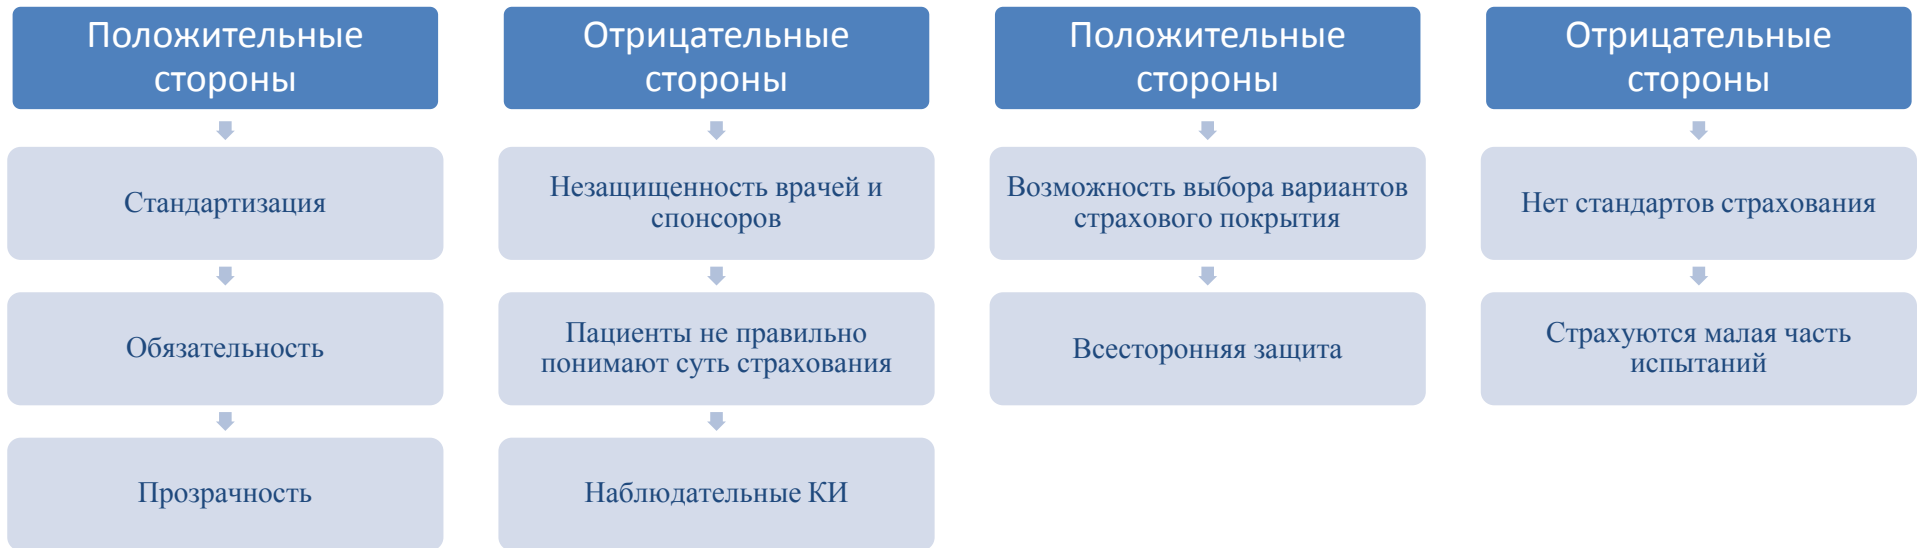 Положительные
стороны
Стандартизация
Обязательность
Прозрачность
Отрицательные
стороны
Незащищенность врачей и
спонсоров
Пациенты не правильно
понимают суть страхования
Наблюдательные КИ
Положительные
стороны
Возможность выбора вариантов
страхового покрытия
Всесторонняя защита
Отрицательные
стороны
Нет стандартов страхования
Страхуются малая часть
испытаний